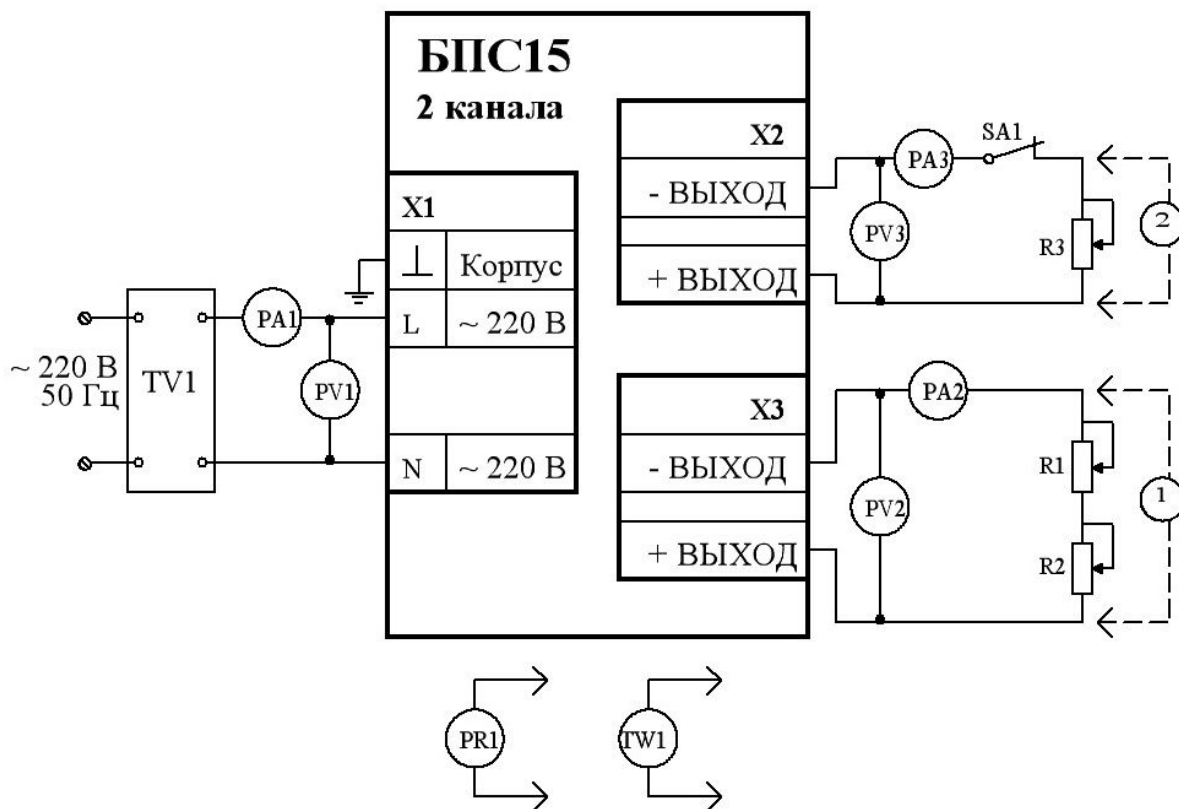 БПС15
2 канала
X1
⊥ Корпус
L ~ 220 В
N ~ 220 В
~ 220 В
50 Гц
TV1
PA1
PV1
X2
- ВЫХОД
+ ВЫХОД
PV3
PA3
SA1
R3
2
X3
- ВЫХОД
+ ВЫХОД
PV2
PA2
R1
R2
1
PR1
TW1